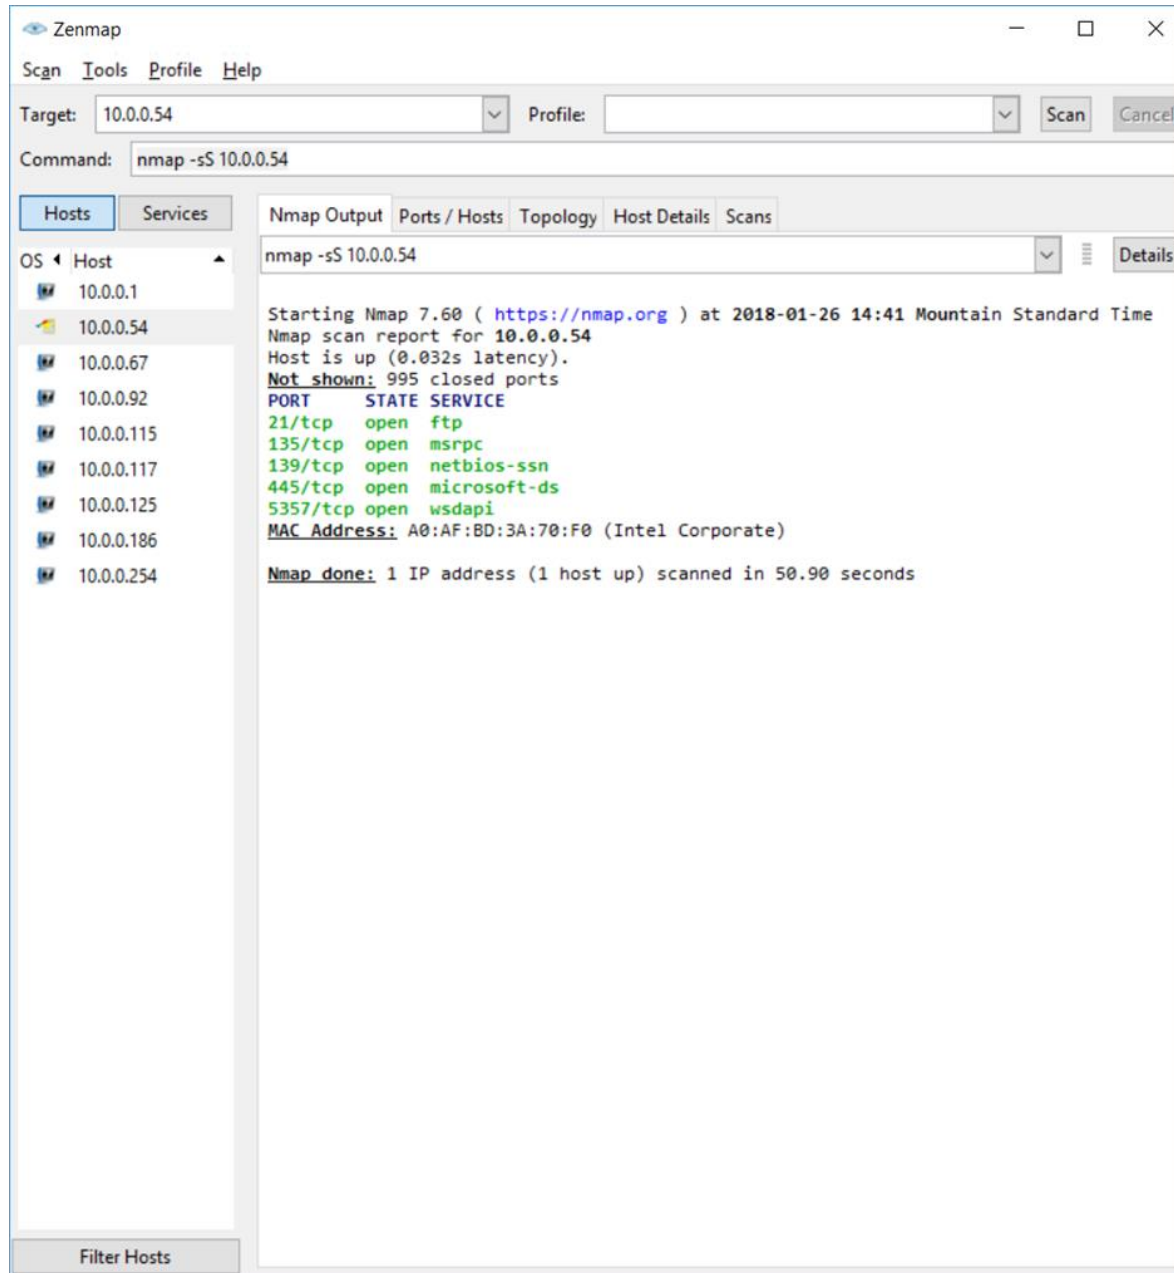 Zenmap
Scan Tools Profile Help
Target: 10.0.0.54 Profile: Scan Cancel
Command: nmap -sS 10.0.0.54
Hosts Services
Nmap Output Ports / Hosts Topology Host Details Scans
OS Host
10.0.0.1
10.0.0.54
10.0.0.67
10.0.0.92
10.0.0.115
10.0.0.117
10.0.0.125
10.0.0.186
10.0.0.254
Filter Hosts
nmap -sS 10.0.0.54 Details
Starting Nmap 7.60 ( https://nmap.org ) at 2018-01-26 14:41 Mountain Standard Time
Nmap scan report for 10.0.0.54
Host is up (0.032s latency).
Not shown: 995 closed ports
PORT STATE SERVICE
21/tcp open ftp
135/tcp open msrpc
139/tcp open netbios-ssn
445/tcp open microsoft-ds
5357/tcp open wsdapi
MAC Address: A0:AF:BD:3A:70:F0 (Intel Corporate)
Nmap done: 1 IP address (1 host up) scanned in 50.90 seconds